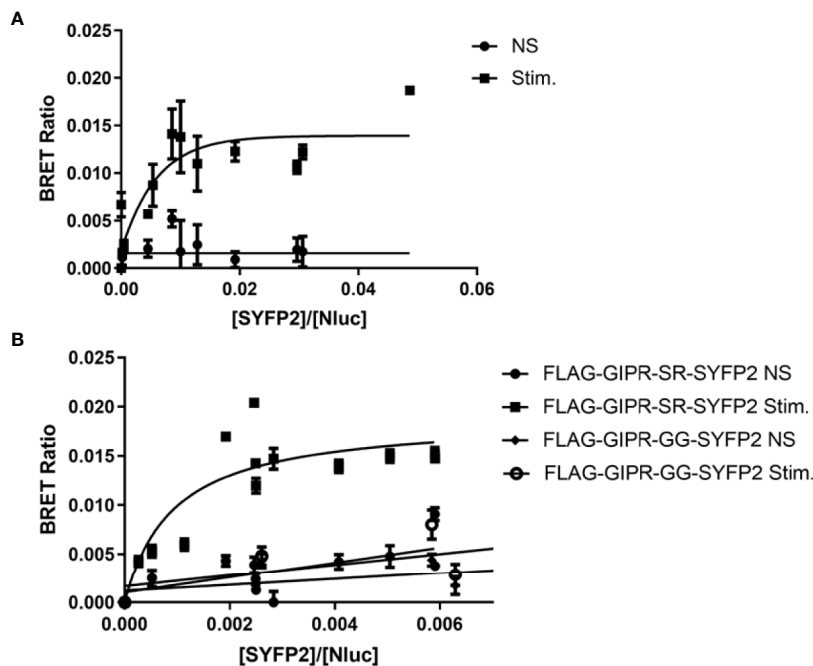 A
0.025
0.020
0.015
0.010
0.005
0.000
BRET Ratio
0.00 0.02 0.04 0.06
[SYFP2]/[Nluc]
NS
Stim.
B
0.025
0.020
0.015
0.010
0.005
0.000
BRET Ratio
0.000 0.002 0.004 0.006
[SYFP2]/[Nluc]
FLAG-GIPR-SR-SYFP2 NS
FLAG-GIPR-SR-SYFP2 Stim.
FLAG-GIPR-GG-SYFP2 NS
FLAG-GIPR-GG-SYFP2 Stim.